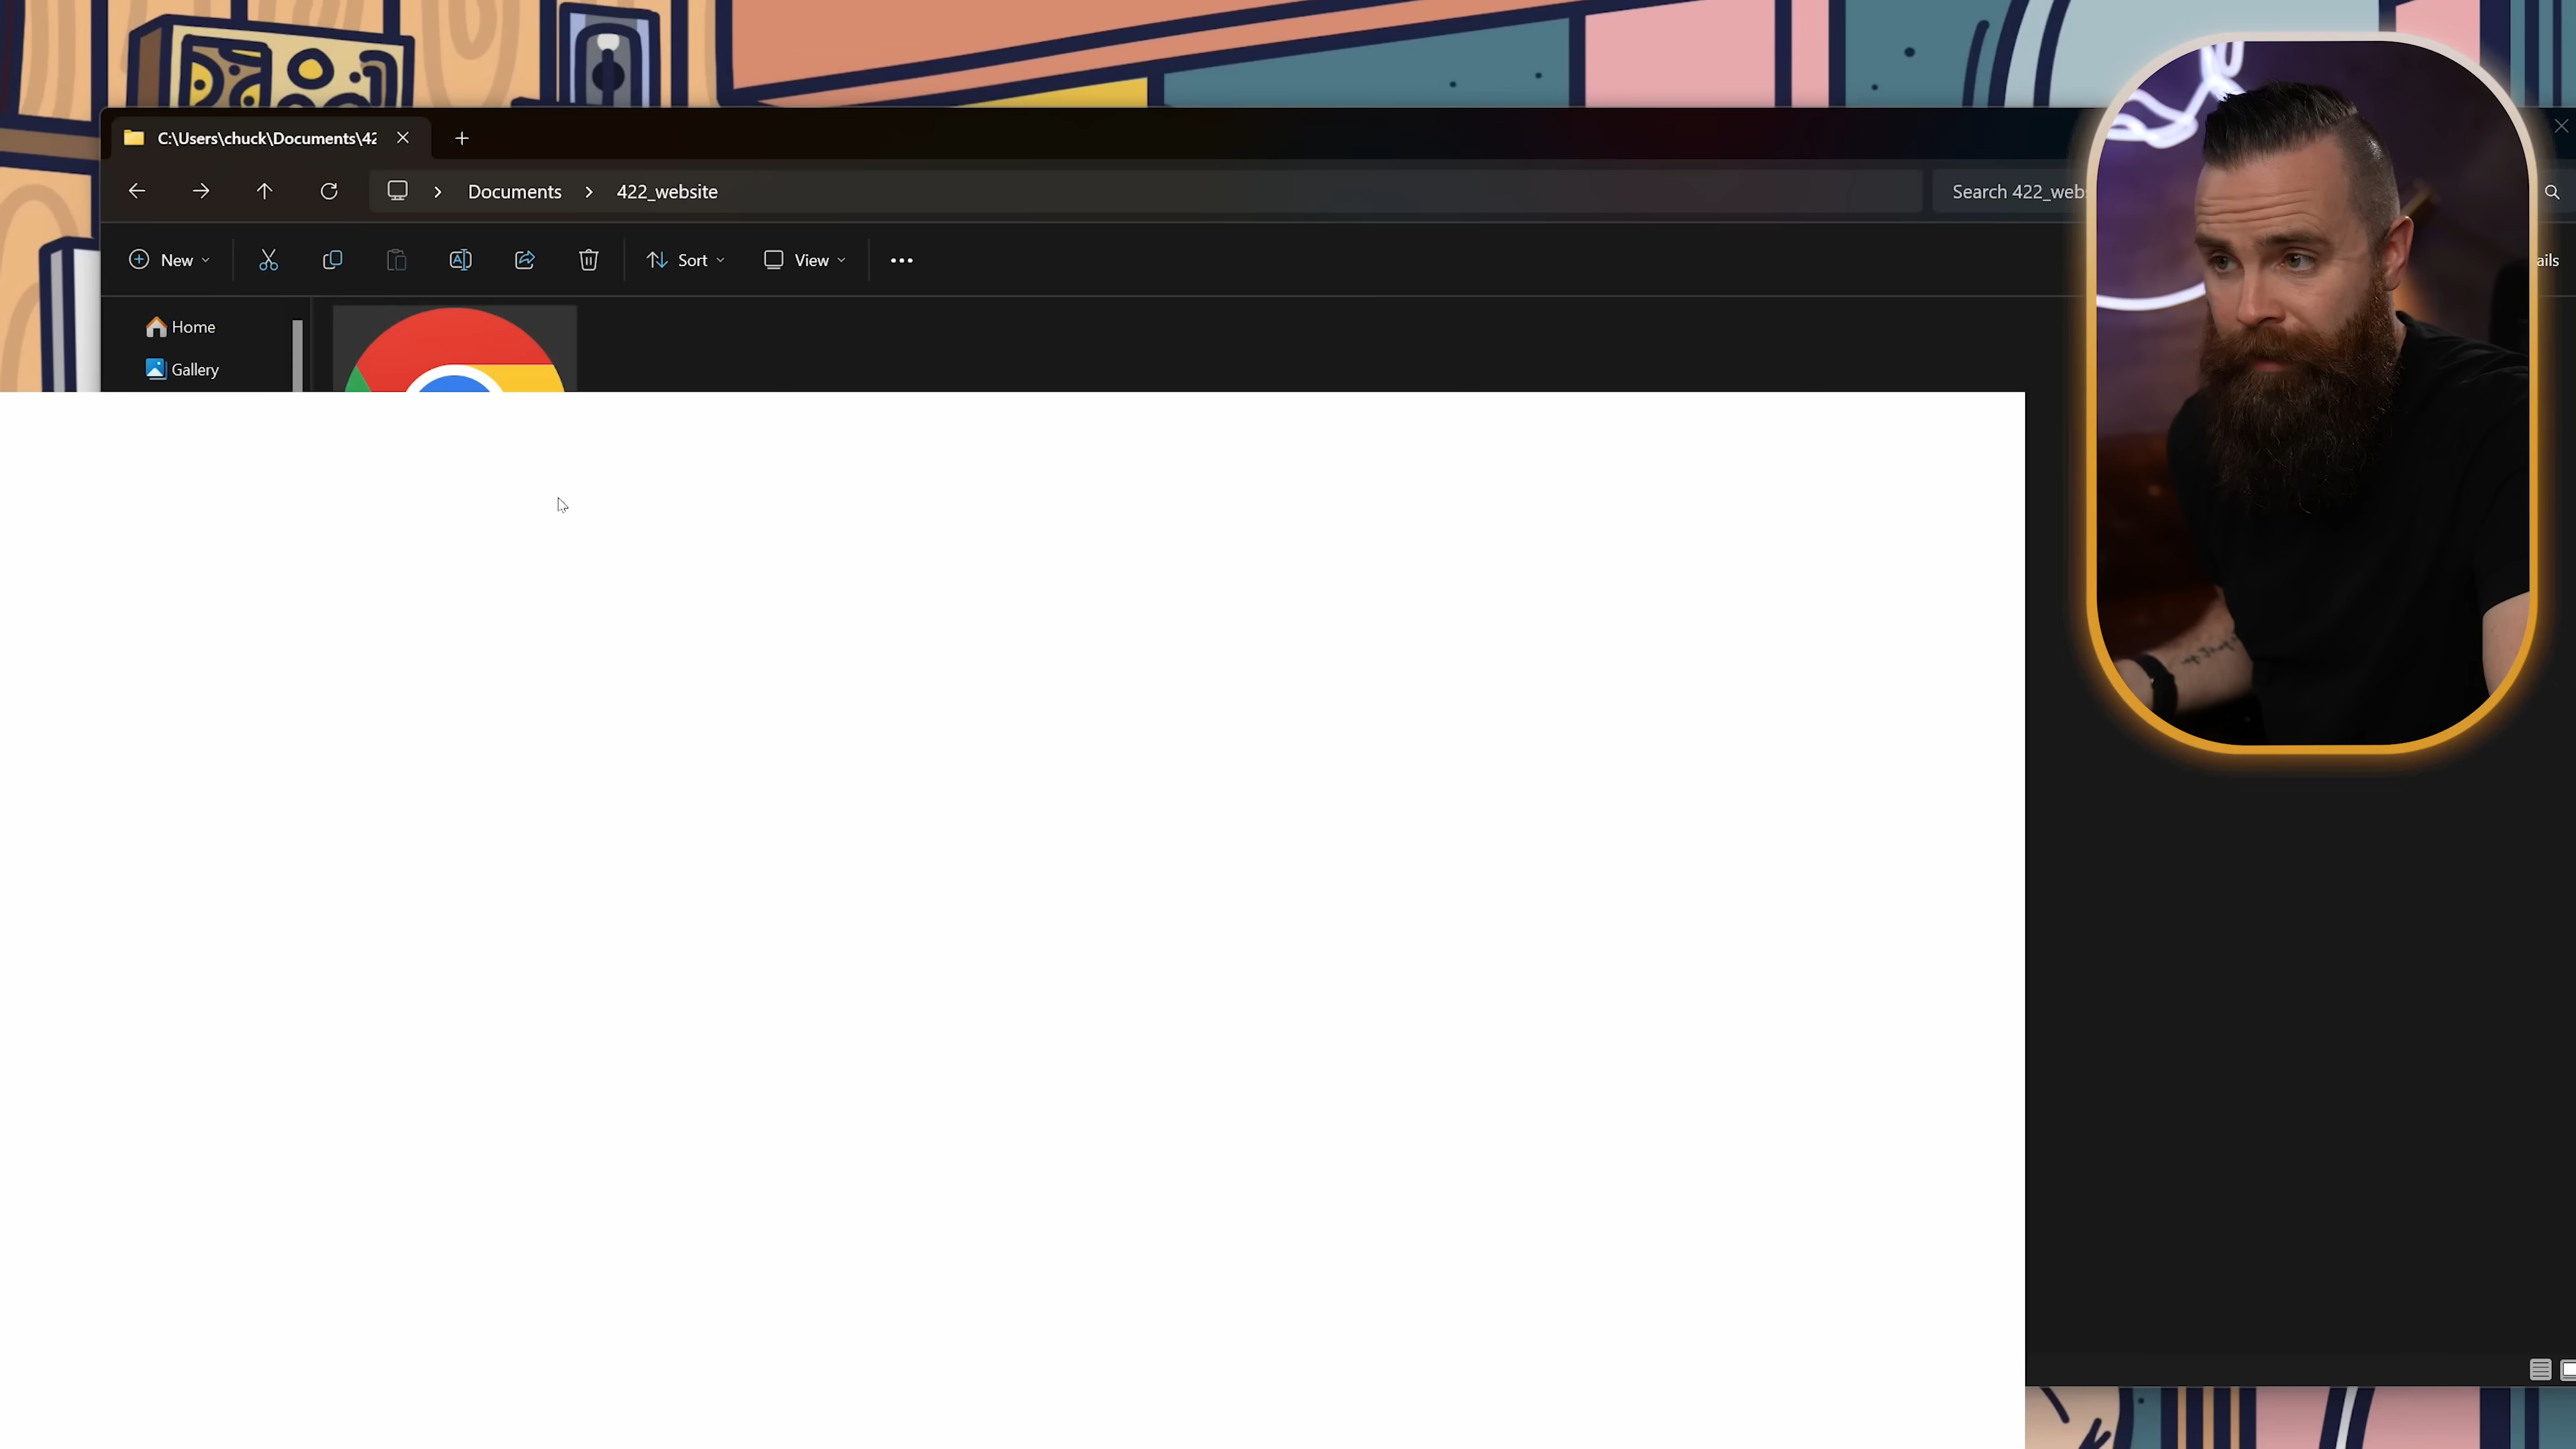 C:\Users\chuck\Documents\42
Documents
422_website
Search 422_web
New
Sort
View
ails
Home
Gallery